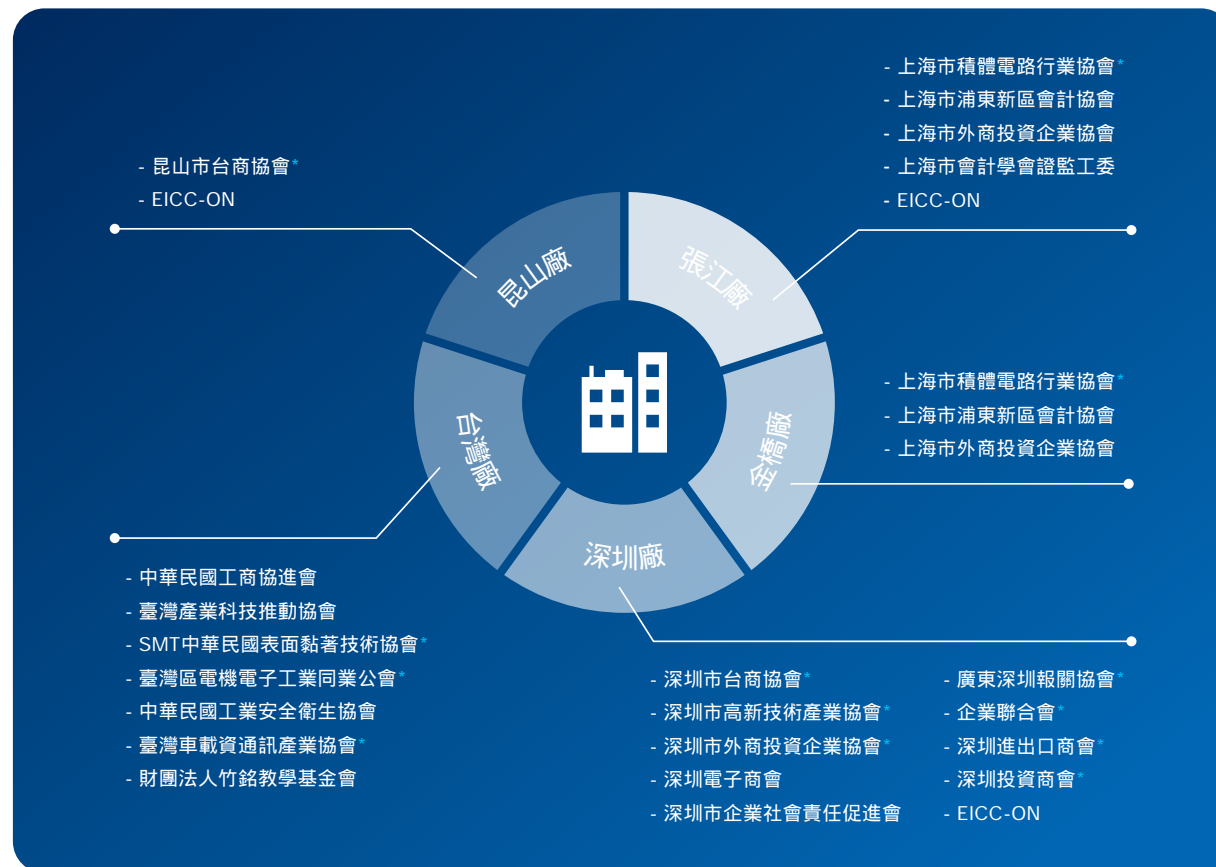 - 昆山市台商協會*
- EICC-ON
昆山廠
- 上海市積體電路行業協會*
- 上海市浦東新區會計協會
- 上海市外商投資企業協會
- 上海市會計學會證監工委
- EICC-ON
張江廠
- 上海市積體電路行業協會*
- 上海市浦東新區會計協會
- 上海市外商投資企業協會
金橋廠
台灣廠
- 中華民國工商協進會
- 臺灣產業科技推動協會
- SMT中華民國表面黏著技術協會*
- 臺灣區電機電子工業同業公會*
- 中華民國工業安全衛生協會
- 臺灣車載資通訊產業協會*
- 財團法人竹銘教學基金會
深圳廠
- 深圳市台商協會*
- 深圳市高新技術產業協會*
- 深圳市外商投資企業協會*
- 深圳電子商會
- 深圳市企業社會責任促進會
- 廣東深圳報關協會*
- 企業聯合會*
- 深圳進出口商會*
- 深圳投資商會*
- EICC-ON